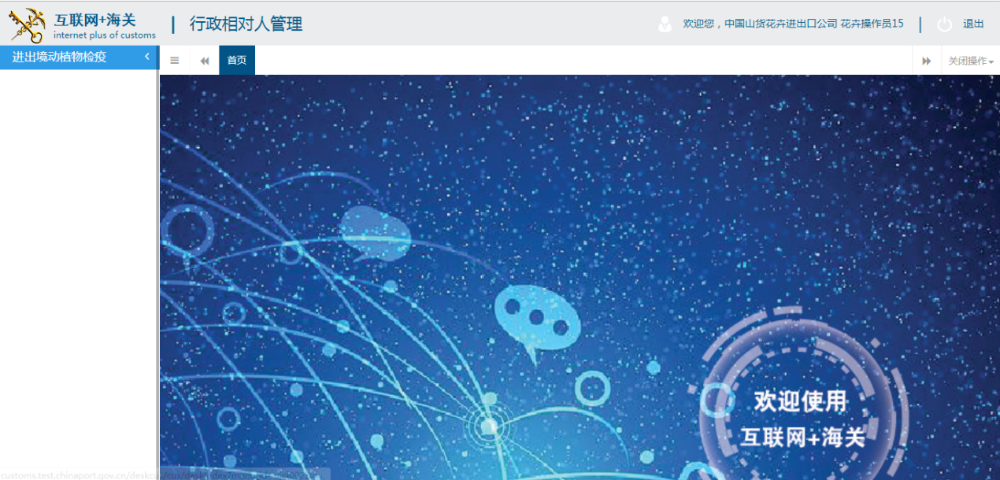 互联网+海关
internet plus of customs
行政相对人管理
欢迎您，中国山货花卉进出口公司 花卉操作员15
退出
进出境动植物检疫
首页
关闭操作
欢迎使用
互联网+海关